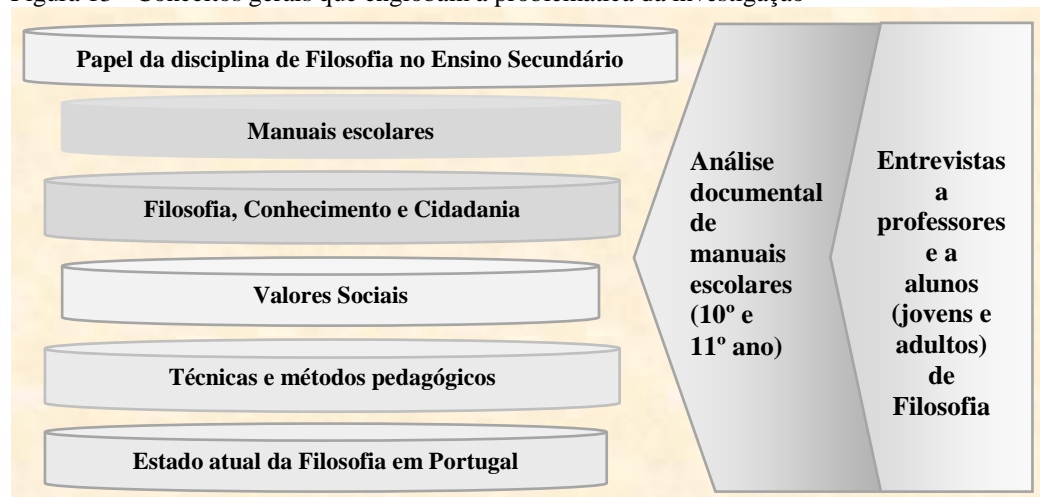 Figura 15 - Conceitos gerais que englobam a problemática da investigação
Papel da disciplina de Filosofia no Ensino Secundário
Manuais escolares
Filosofia, Conhecimento e Cidadania
Valores Sociais
Técnicas e métodos pedagógicos
Estado atual da Filosofia em Portugal
Análise
documental
de
manuais
escolares
(10º e
11º ano)
Entrevistas
a
professores
e a
alunos
(jovens e
adultos)
de
Filosofia